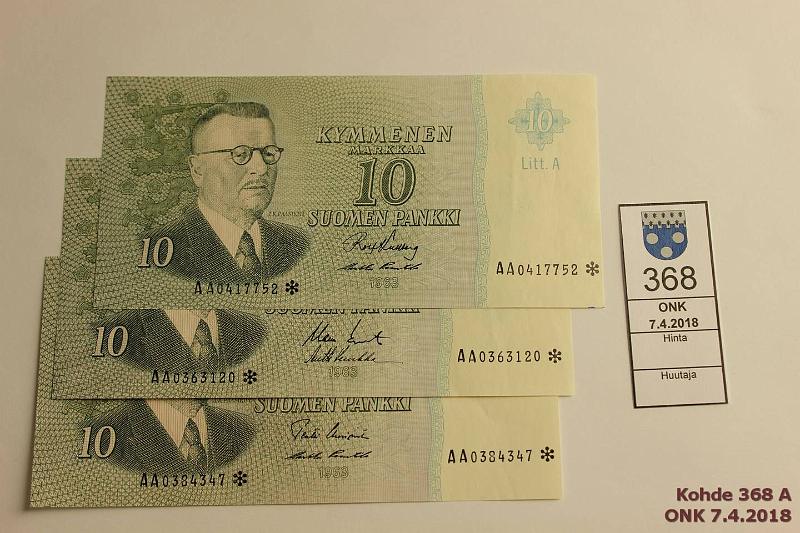 KYMMENEN
MARKKAA
10
SUOMEN PANKKI
10
AA0417752 *
1963
10
Litt. A
AA0417752 *
SUOMEN PANKKI
10
AA0363120 *
1963
AA0363120 *
SUOMEN PANKKI
10
AA0384347 *
1963
AA0384347 *
368
ONK
7.4.2018
Hinta
Huutaja
Kohde 368 A
ONK 7.4.2018